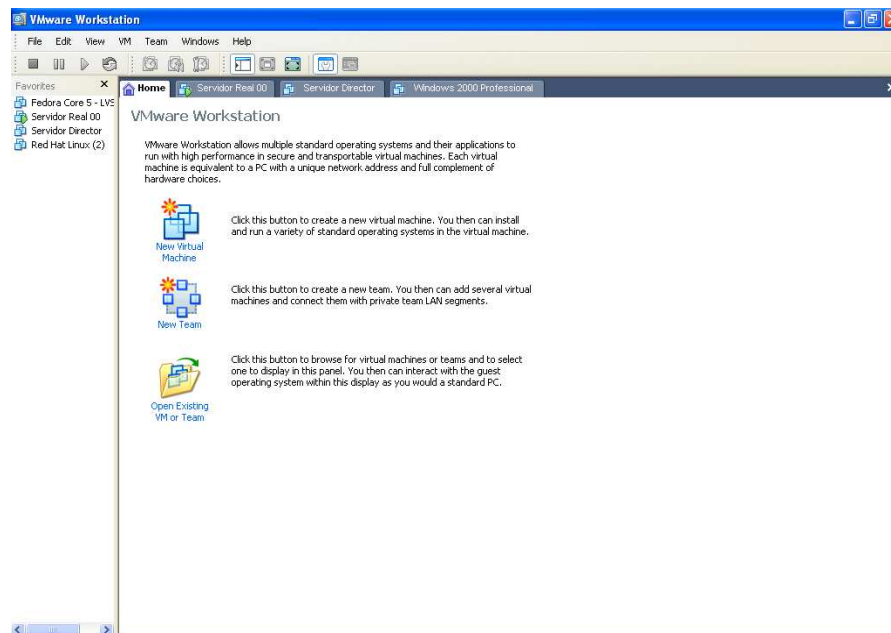 VMware Workstation
File Edit View VM Team Windows Help
Favorites
Home Servidor Real 00 Servidor Director Windows 2000 Professional
Fedora Core 5 - LVS
Servidor Real 00
Servidor Director
Red Hat Linux (2)
VMware Workstation
VMware Workstation allows multiple standard operating systems and their applications to
run with high performance in secure and transportable virtual machines. Each virtual
machine is equivalent to a PC with a unique network address and full complement of
hardware choices.
New Virtual
Machine
Click this button to create a new virtual machine. You then can install
and run a variety of standard operating systems in the virtual machine.
New Team
Click this button to create a new team. You then can add several virtual
machines and connect them with private team LAN segments.
Open Existing
VM or Team
Click this button to browse for virtual machines or teams and to select
one to display in this panel. You then can interact with the guest
operating system within this display as you would a standard PC.